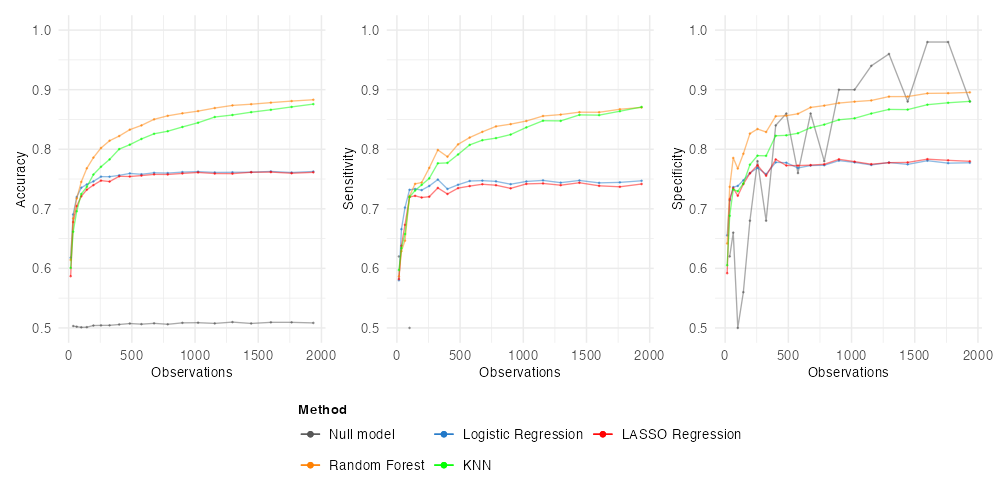 1.0
0.9
0.8
0.7
0.6
0.5
Accuracy
0
500
1000
1500
2000
Observations
1.0
0.9
0.8
0.7
0.6
0.5
Sensitivity
0
500
1000
1500
2000
Observations
1.0
0.9
0.8
0.7
0.6
0.5
Specificity
0
500
1000
1500
2000
Observations
Method
Null model
Logistic Regression
LASSO Regression
Random Forest
KNN